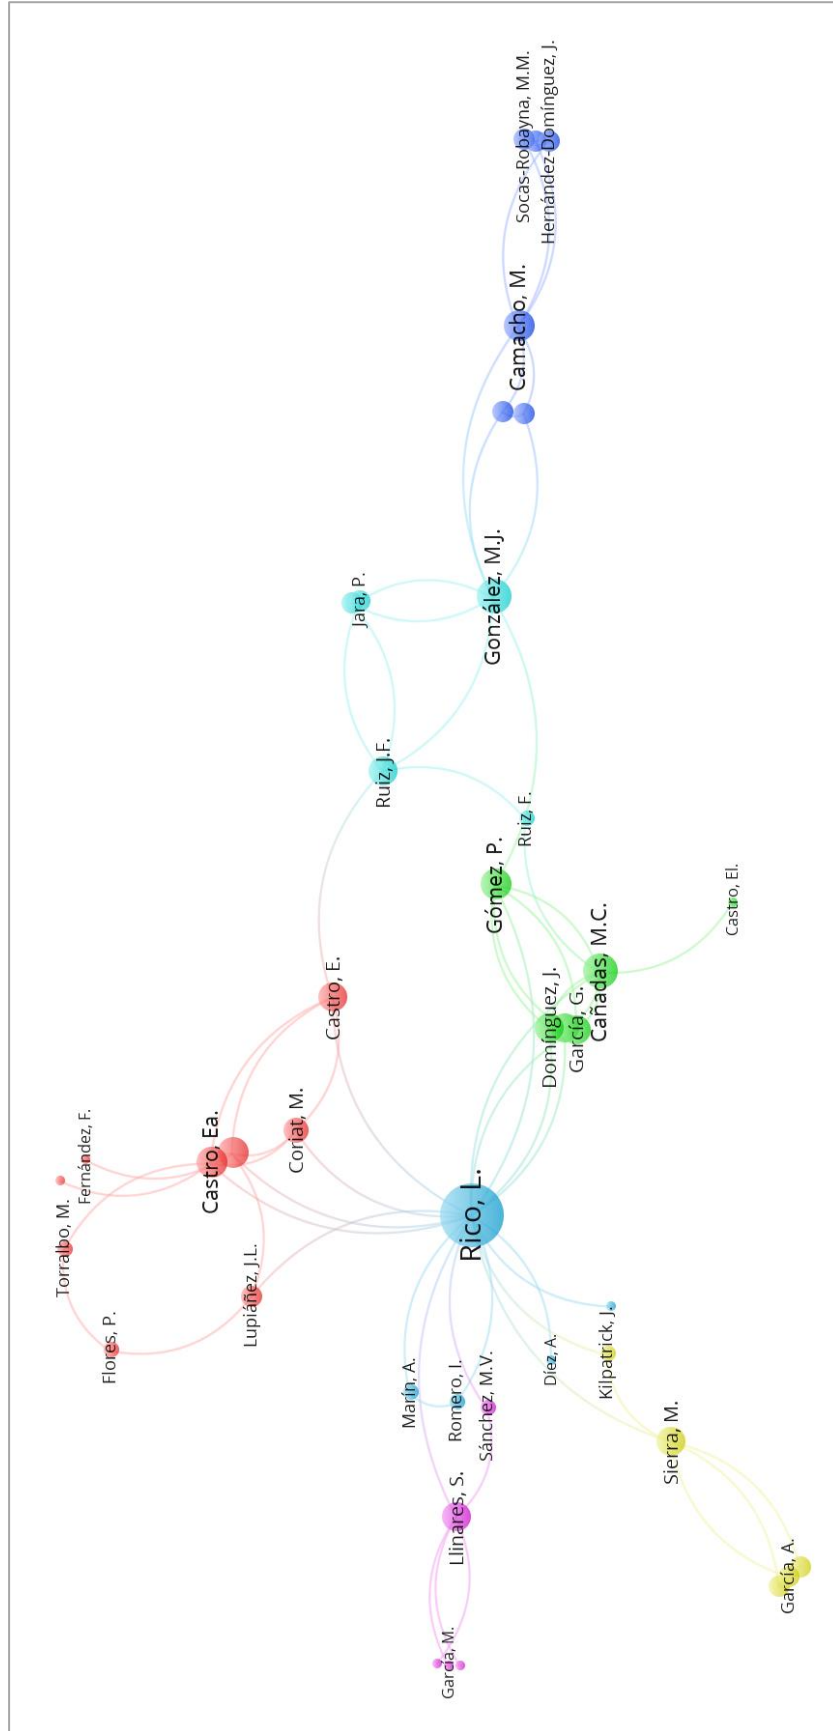 Socas-Robayna, M.M.
Hernández-Domínguez, J.
Camacho, M.
González, M.J.
Jara, P.
Ruiz, J.F.
Ruiz, F.
Gómez, P.
Castro, El.
Cañadas, M.C.
García, G.
Domínguez, J.
Castro, E.
Coriat, M.
Castro, Ea.
Fernández, F.
Torralbo, M.
Flores, P.
Lupiáñez, J.L.
Rico, L.
Marín, A.
Romero, I.
Sánchez, M.V.
Díez, A.
Kilpatrick, J.
Sierra, M.
Llinares, S.
García, A.
García, M.